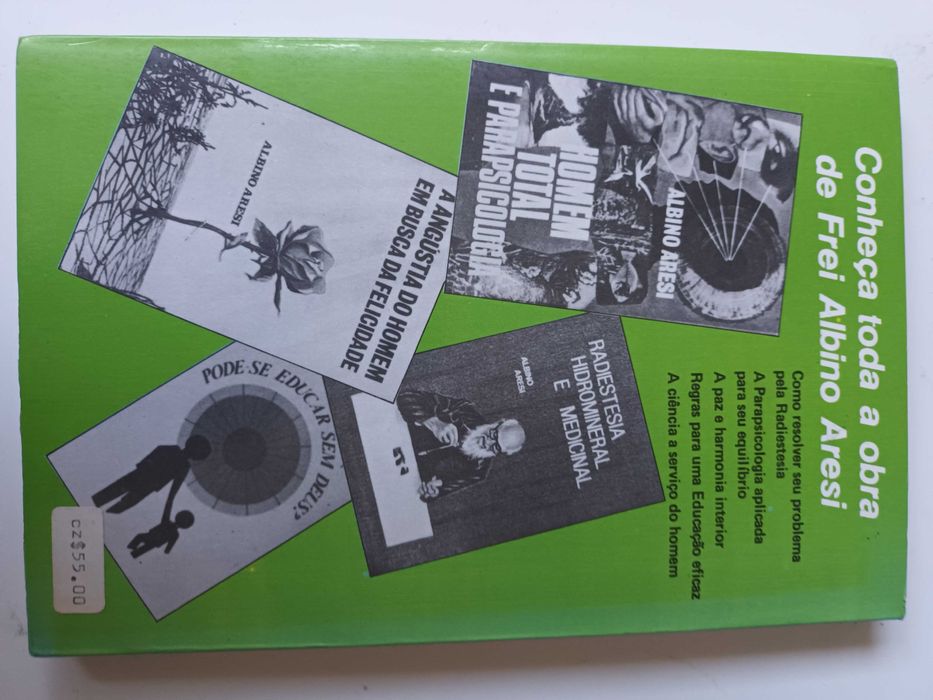 Conheça toda a obra
de Frei Albino Aresi
Como resolver seu problema
pela Radiestesia
A Parapsicologia aplicada
para seu equilíbrio
A paz e harmonia interior
Regras para uma Educação eficaz
A ciência a serviço do homem
ALBINO ARESI
HOMEM
TOTAL
E PARAPSICOLOGIA
RADIESTESIA
HIDROMINERAL
E MEDICINAL
ALBINO
ARESI
5ª
ALBINO ARESI
A ANGÚSTIA DO HOMEM
EM BUSCA DA FELICIDADE
PODE-SE EDUCAR SEM DEUS?
CZ$55.00